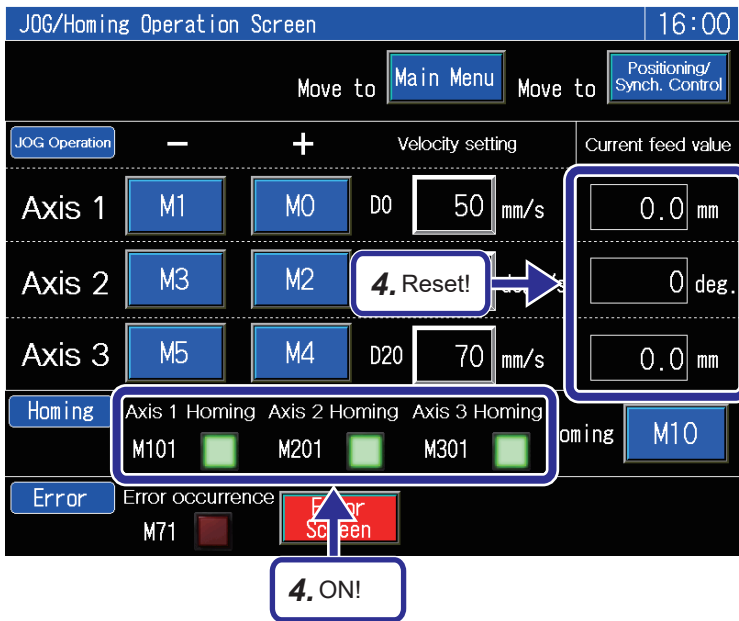 JOG/Homing Operation Screen 16:00
Move to Main Menu Move to Positioning/
Synch. Control
JOG Operation − + Velocity setting Current feed value
Axis 1 M1 M0 D0 50 mm/s 0.0 mm
Axis 2 M3 M2 4. Reset! 0 deg.
Axis 3 M5 M4 D20 70 mm/s 0.0 mm
Homing Axis 1 Homing Axis 2 Homing Axis 3 Homing
M101 M201 M301 M10
Error Error occurrence
M71 Screen
4. ON!